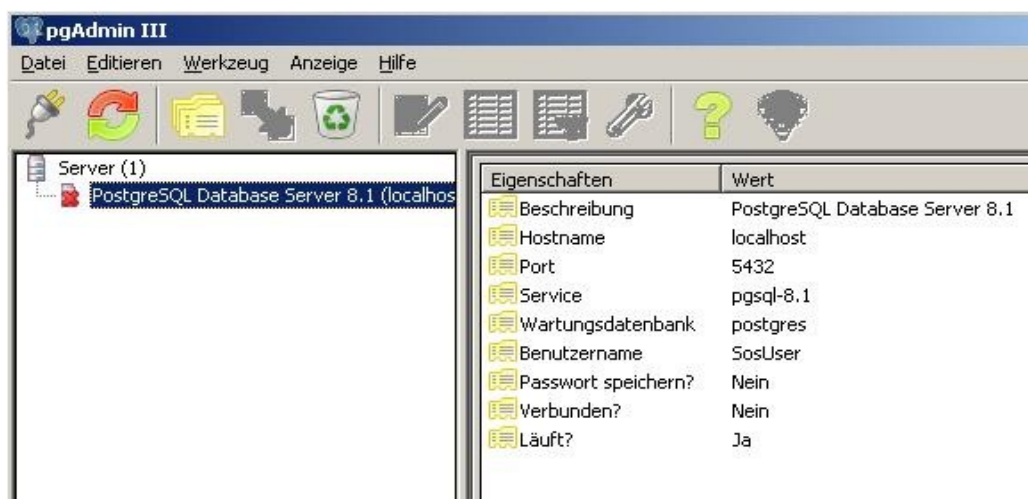 pgAdmin III
Datei Editieren Werkzeug Anzeige Hilfe
Server (1)
PostgreSQL Database Server 8.1 (localhos
Eigenschaften Wert
Beschreibung PostgreSQL Database Server 8.1
Hostname localhost
Port 5432
Service pgsql-8.1
Wartungsdatenbank postgres
Benutzername SosUser
Passwort speichern? Nein
Verbunden? Nein
Läuft? Ja